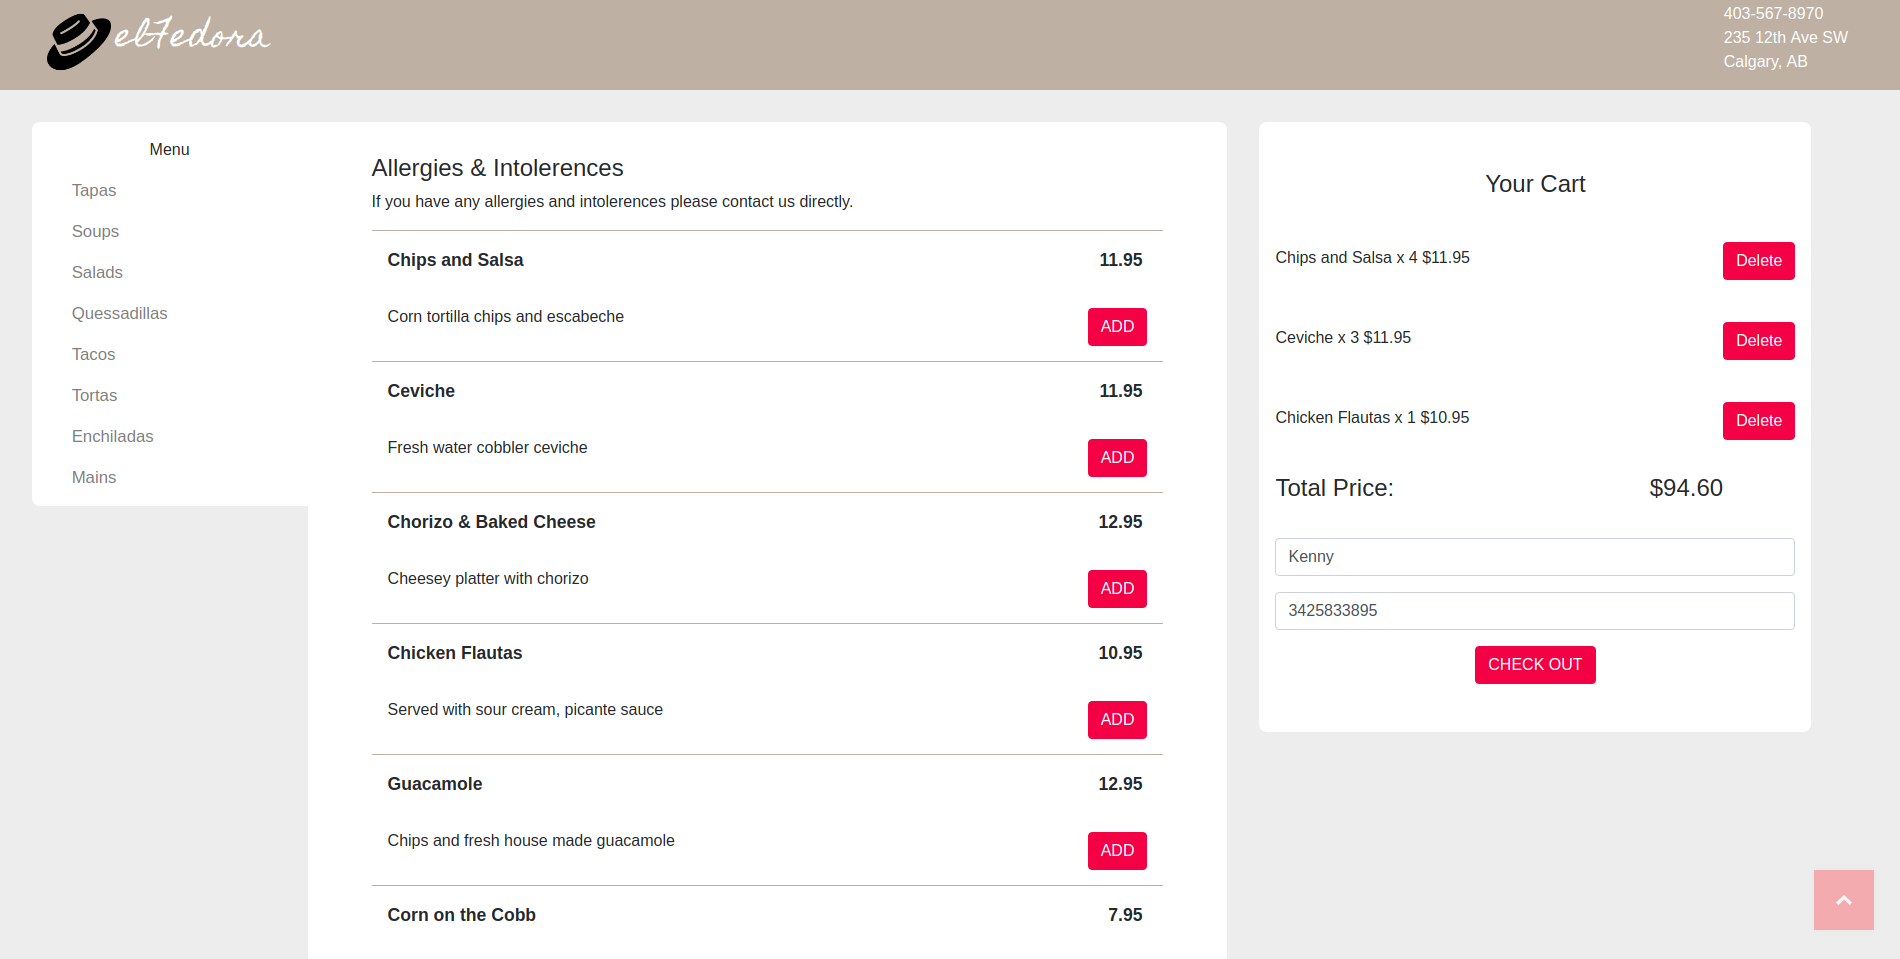 elFedora
403-567-8970
235 12th Ave SW
Calgary, AB
Menu
Tapas
Soups
Salads
Quessadillas
Tacos
Tortas
Enchiladas
Mains
Allergies & Intolerences
If you have any allergies and intolerences please contact us directly.
Chips and Salsa 11.95
Corn tortilla chips and escabeche ADD
Ceviche 11.95
Fresh water cobbler ceviche ADD
Chorizo & Baked Cheese 12.95
Cheesey platter with chorizo ADD
Chicken Flautas 10.95
Served with sour cream, picante sauce ADD
Guacamole 12.95
Chips and fresh house made guacamole ADD
Corn on the Cobb 7.95
Your Cart
Chips and Salsa x 4 $11.95 Delete
Ceviche x 3 $11.95 Delete
Chicken Flautas x 1 $10.95 Delete
Total Price: $94.60
Kenny
3425833895
CHECK OUT